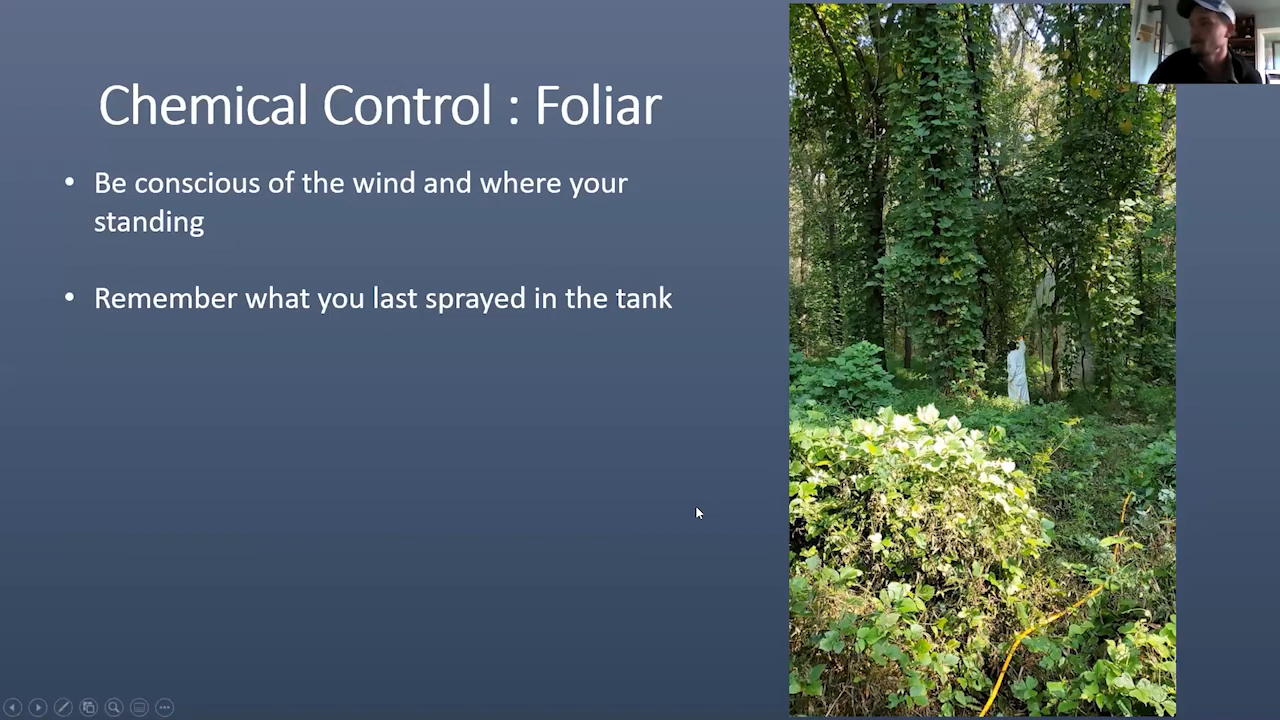 Chemical Control : Foliar
• Be conscious of the wind and where your
standing
• Remember what you last sprayed in the tank